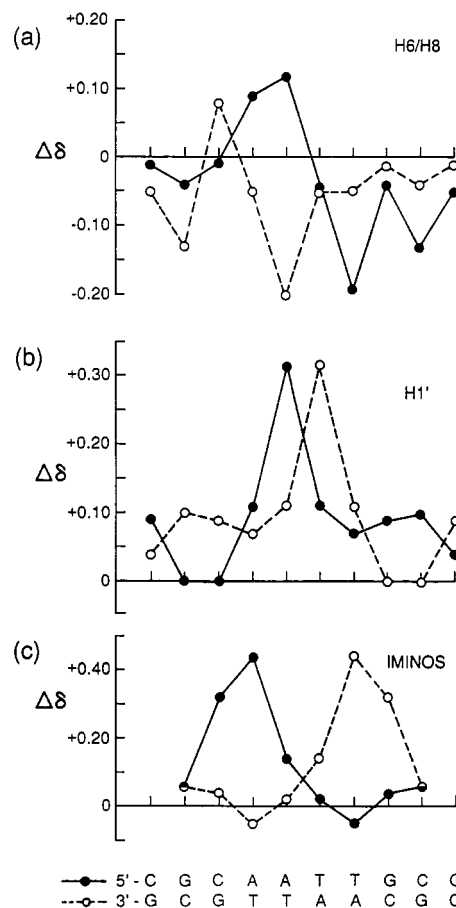 (a)
H6/H8
+0.20
+0.10
Δδ
0
-0.10
-0.20
(b)
H1'
+0.30
+0.20
Δδ
+0.10
0
(c)
IMINOS
+0.40
Δδ
+0.20
0
5'- C G C A A T T G C
3'- G C G T T A A C G